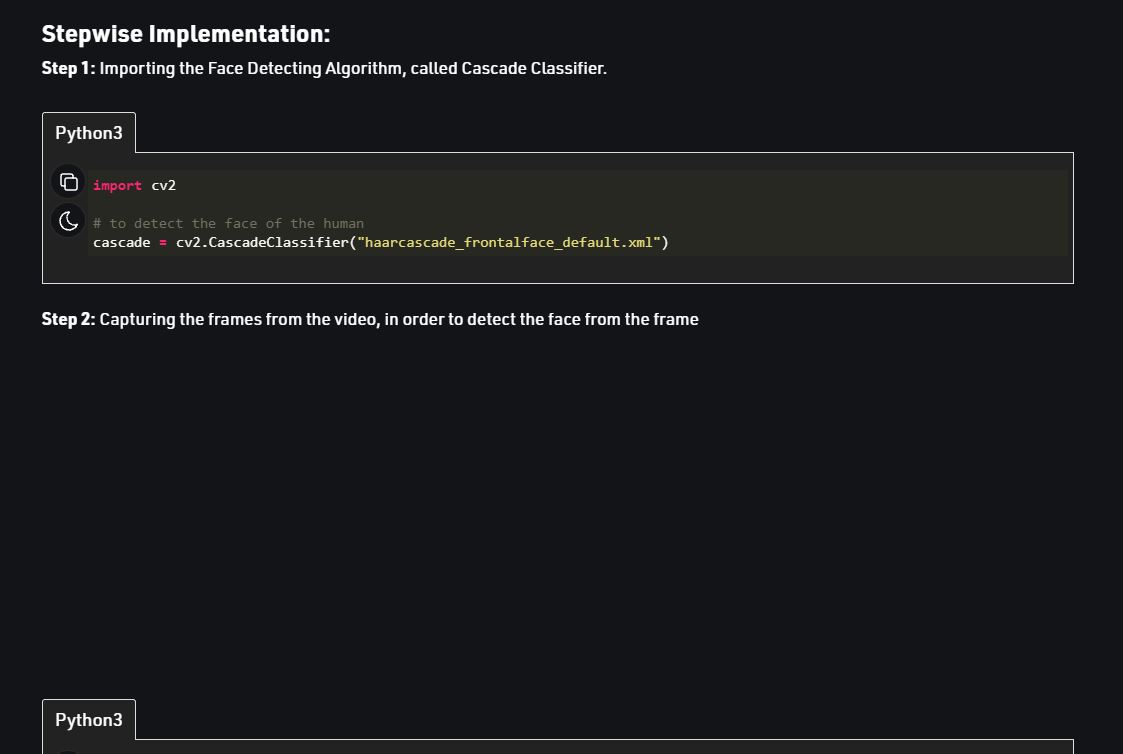 Stepwise Implementation:
Step 1: Importing the Face Detecting Algorithm, called Cascade Classifier.
Python3
import cv2
# to detect the face of the human
cascade = cv2.CascadeClassifier("haarcascade_frontalface_default.xml")
Step 2: Capturing the frames from the video, in order to detect the face from the frame
Python3